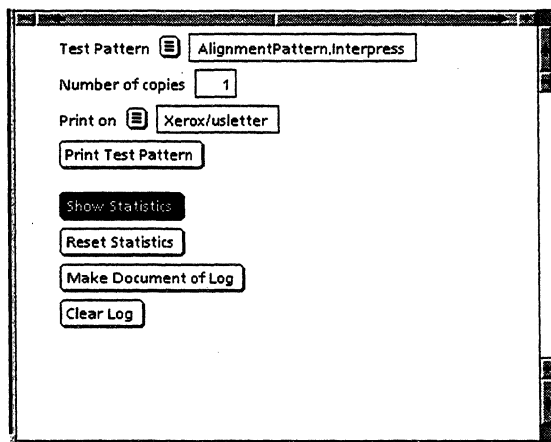 Test Pattern AlignmentPattern.Interpress
Number of copies 1
Print on Xerox/usletter
Print Test Pattern
Show Statistics
Reset Statistics
Make Document of Log
Clear Log